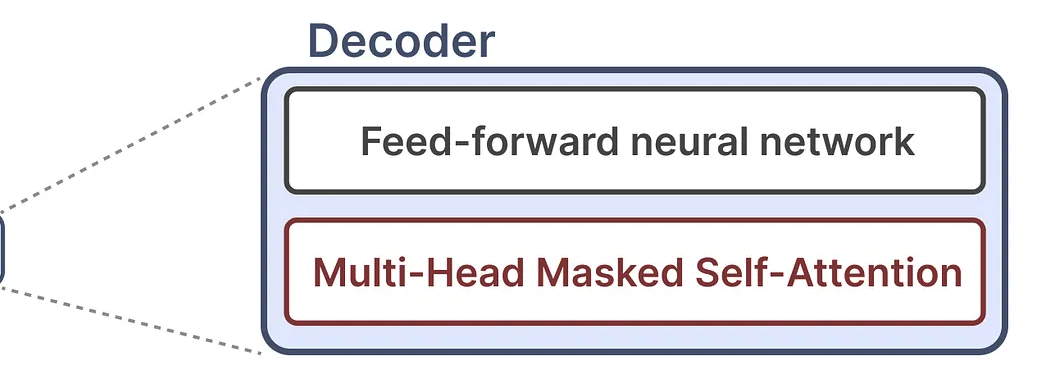 Decoder
Feed-forward neural network
Multi-Head Masked Self-Attention